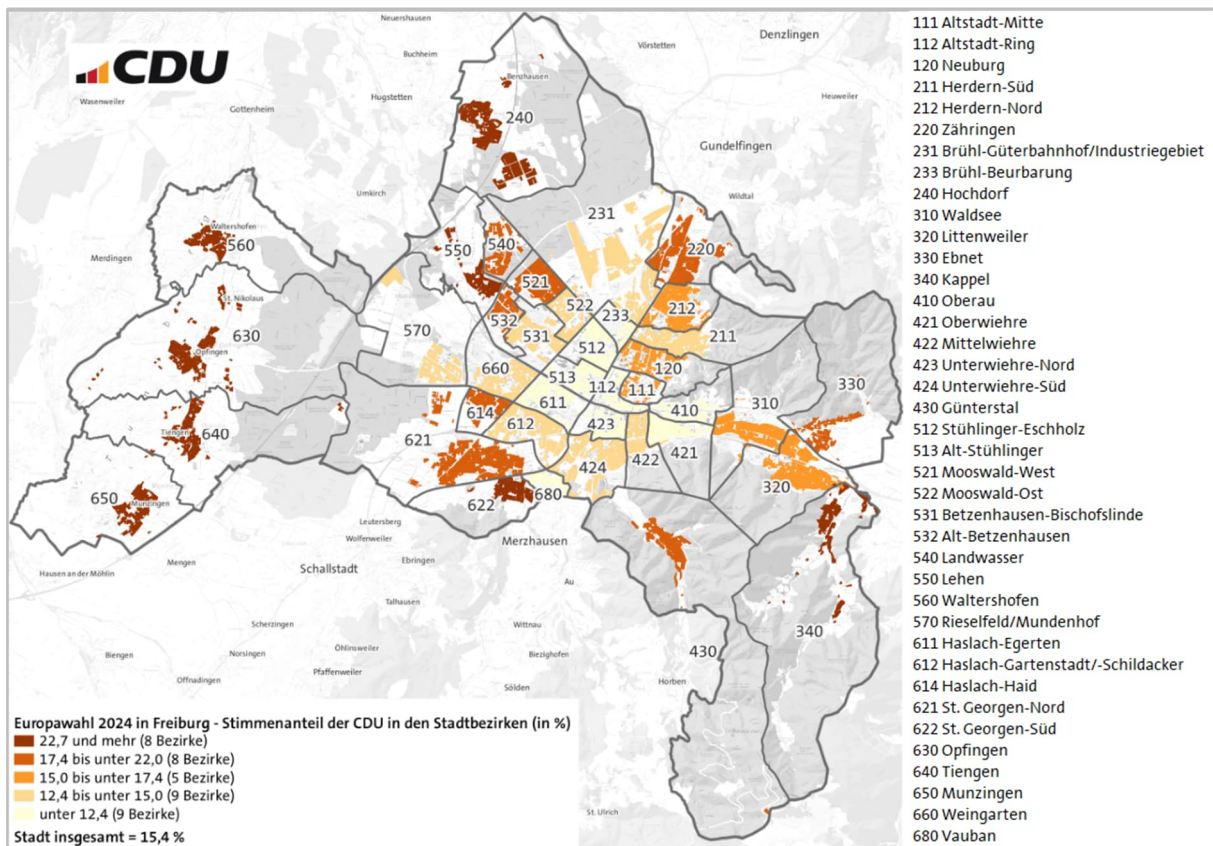 CDU
Neuershausen
Buchheim
Vörstetten
Denzlingen
Wasenweiler
Gottenheim
Hugstetten
Benzhausen
Heuweiler
240
Gundelfingen
Umkirch
Wildtal
Waltershofen
560
231
Merdingen
550
540
220
521
St. Nikolaus
522
212
630
532
531
233
570
211
Opfingen
512
660
120
513
112
111
330
611
410
310
614
Tiengen
640
621
612
423
424
422
421
650
Munzingen
622
680
320
Leutersberg
Wolfenweiler
Merzhausen
Mengen
Ebringen
Schallstadt
Hausen an der Möhlin
Au
Talhausen
Scherzingen
Wittnau
340
Biengen
Norsingen
Öhlinsweiler
Biezighofen
430
Offnadingen
Pfaffenweiler
Sölden
Horben
St. Ulrich
Europawahl 2024 in Freiburg - Stimmenanteil der CDU in den Stadtbezirken (in %)
22,7 und mehr (8 Bezirke)
17,4 bis unter 22,0 (8 Bezirke)
15,0 bis unter 17,4 (5 Bezirke)
12,4 bis unter 15,0 (9 Bezirke)
unter 12,4 (9 Bezirke)
Stadt insgesamt = 15,4 %
111 Altstadt-Mitte
112 Altstadt-Ring
120 Neuburg
211 Herdern-Süd
212 Herdern-Nord
220 Zähringen
231 Brühl-Güterbahnhof/Industriegebiet
233 Brühl-Beurbarung
240 Hochdorf
310 Waldsee
320 Littenweiler
330 Ebnet
340 Kappel
410 Oberau
421 Oberwiehre
422 Mittelwiehre
423 Unterwiehre-Nord
424 Unterwiehre-Süd
430 Günterstal
512 Stühlinger-Eschholz
513 Alt-Stühlinger
521 Mooswald-West
522 Mooswald-Ost
531 Betzenhausen-Bischofslinde
532 Alt-Betzenhausen
540 Landwasser
550 Lehen
560 Waltershofen
570 Rieselfeld/Mundenhof
611 Haslach-Egerten
612 Haslach-Gartenstadt/-Schildacker
614 Haslach-Haid
621 St. Georgen-Nord
622 St. Georgen-Süd
630 Opfingen
640 Tiengen
650 Munzingen
660 Weingarten
680 Vauban